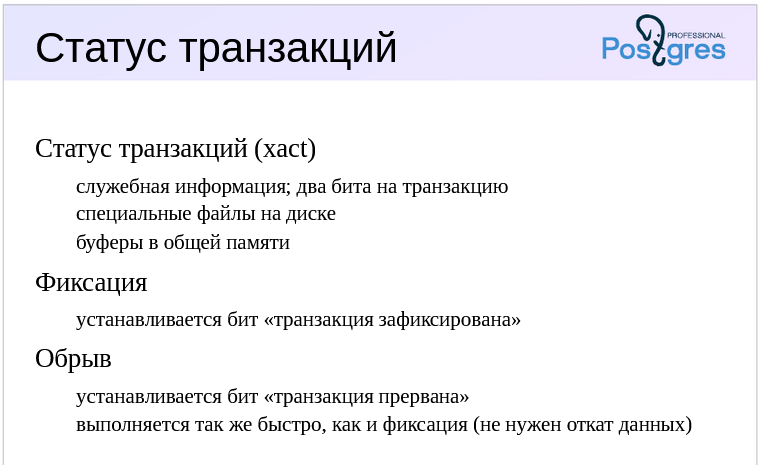 Статус транзакций
PROFESSIONAL
Postgres
Статус транзакций (xact)
служебная информация; два бита на транзакцию
специальные файлы на диске
буферы в общей памяти
Фиксация
устанавливается бит «транзакция зафиксирована»
Обрыв
устанавливается бит «транзакция прервана»
выполняется так же быстро, как и фиксация (не нужен откат данных)